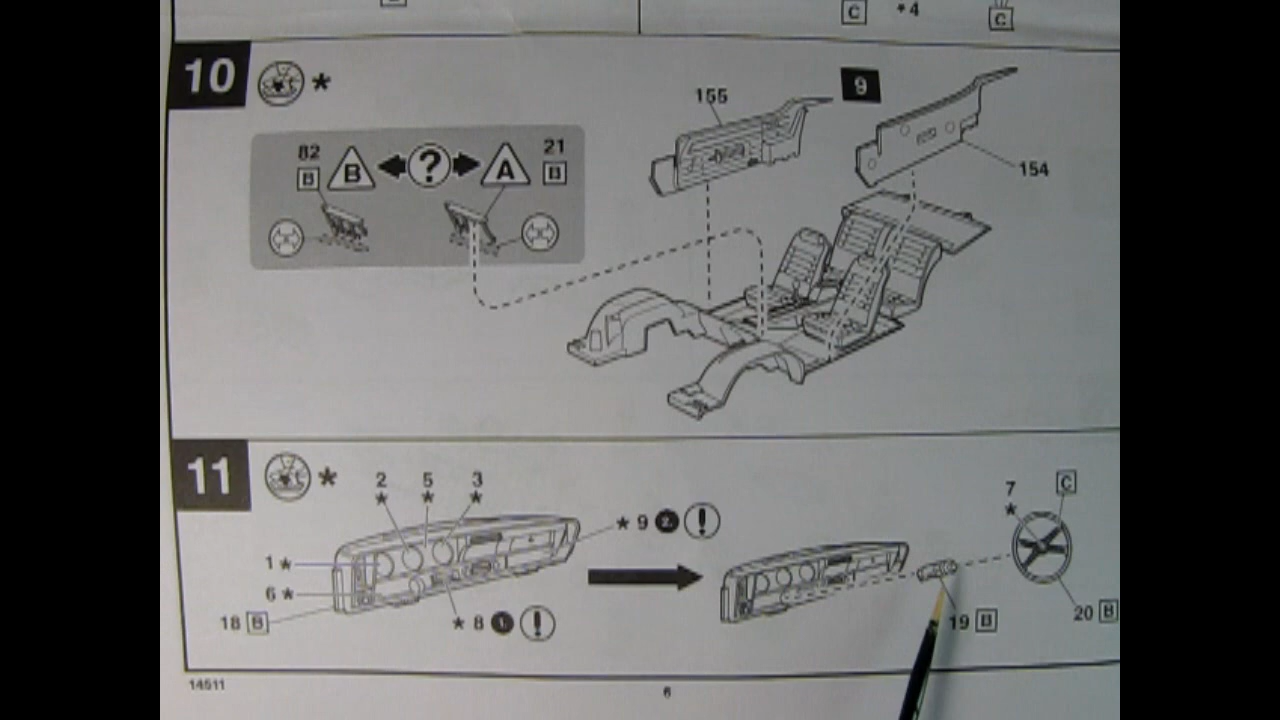 C *4 C
10 *
155
9
154
82 B B ? A 21 B
11 *
2 5 3
* * *
* 9 2. !
1 *
6 *
18 B
* 8 1. !
7
*
C
19 B
20 B
14511
6